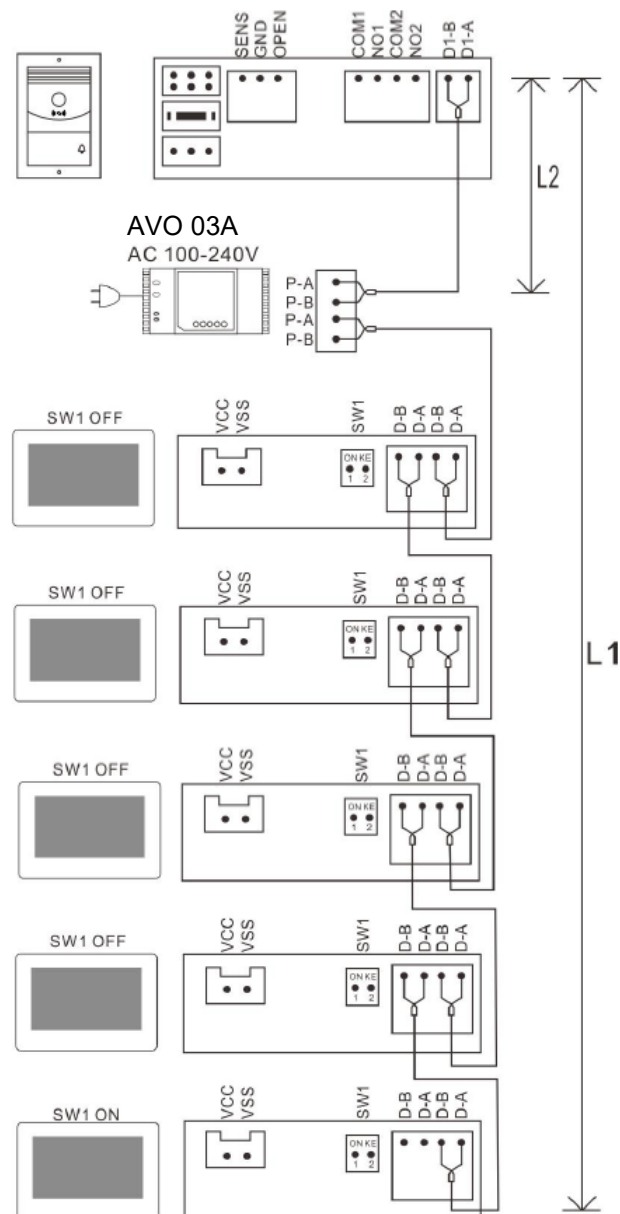 SENS
GND
OPEN
COM1
NO1
COM2
NO2
D1-B
D1-A
L2
AVO 03A
AC 100-240V
P-A
P-B
P-A
P-B
SW1 OFF
VCC
VSS
SW1
ON KE
1 2
D-B
D-A
D-B
D-A
SW1 OFF
VCC
VSS
SW1
ON KE
1 2
D-B
D-A
D-B
D-A
L1
SW1 OFF
VCC
VSS
SW1
ON KE
1 2
D-B
D-A
D-B
D-A
SW1 OFF
VCC
VSS
SW1
ON KE
1 2
D-B
D-A
D-B
D-A
SW1 ON
VCC
VSS
SW1
ON KE
1 2
D-B
D-A
D-B
D-A